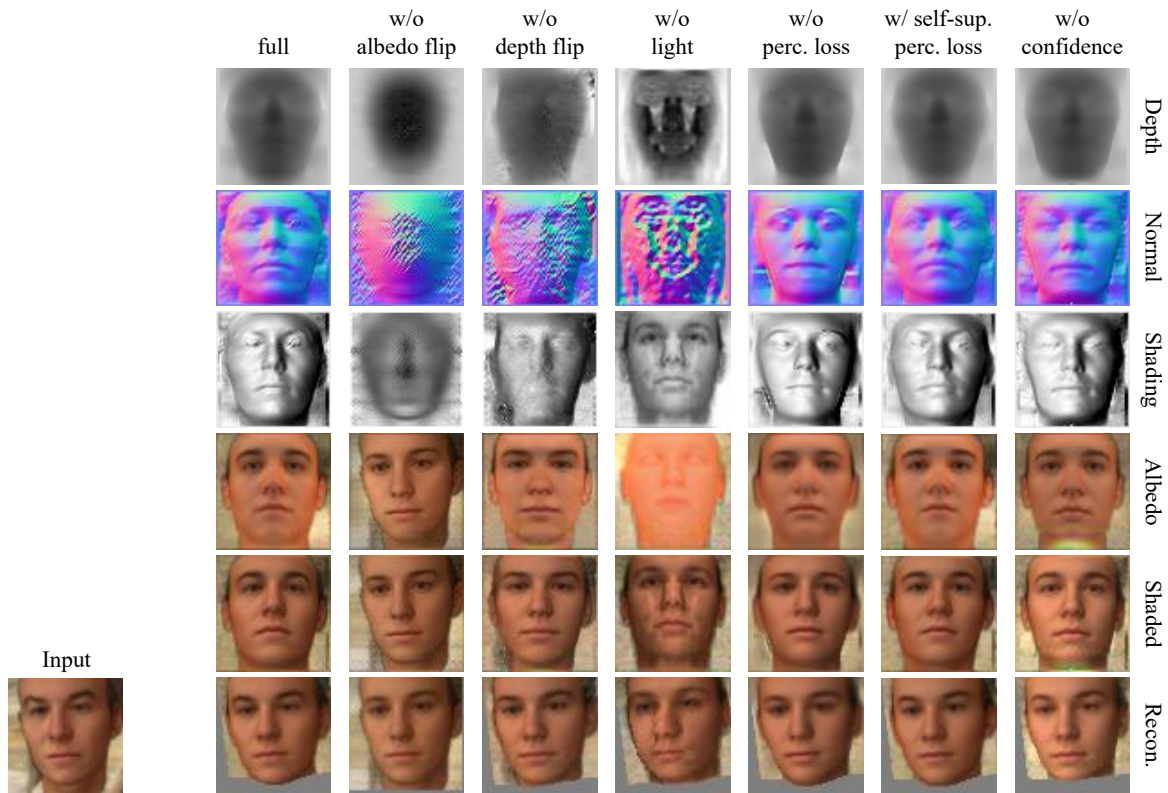 full
w/o
albedo flip
w/o
depth flip
w/o
light
w/o
perc. loss
w/ self-sup.
perc. loss
w/o
confidence
Depth
Normal
Shading
Albedo
Shaded
Recon.
Input